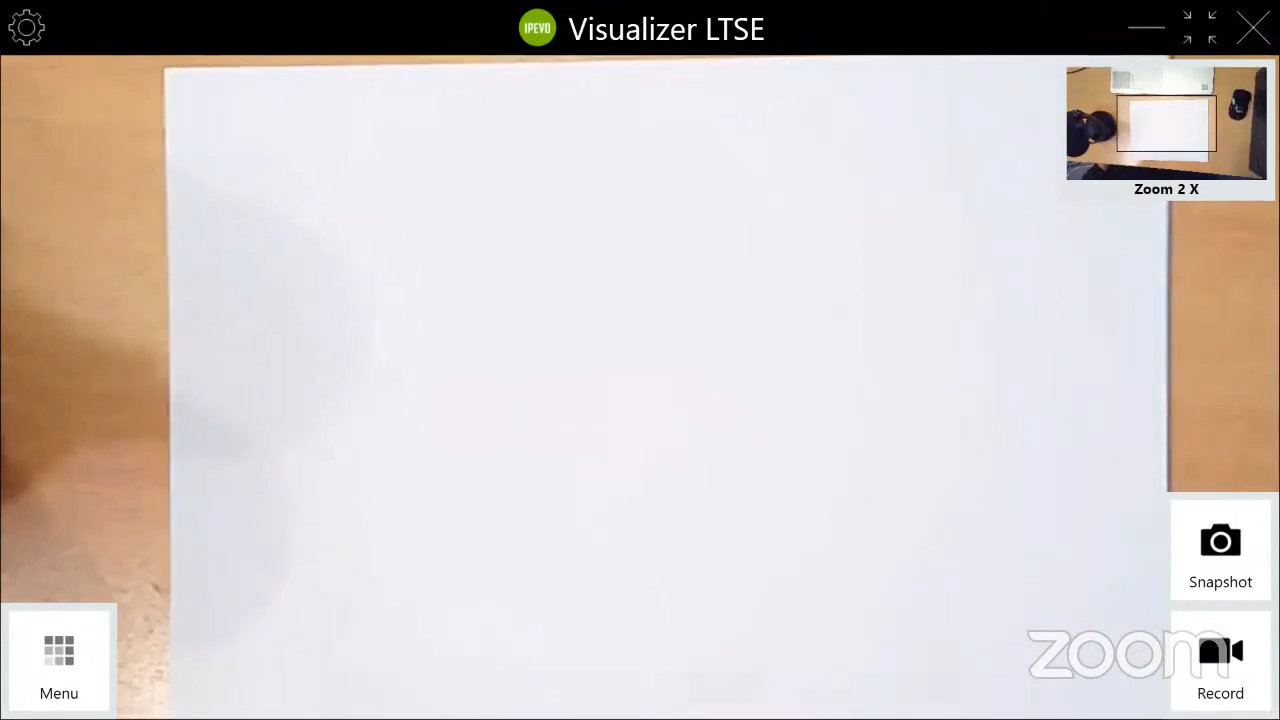 IPEVO Visualizer LTSE
Zoom 2 X
Snapshot
zoom
Menu
Record